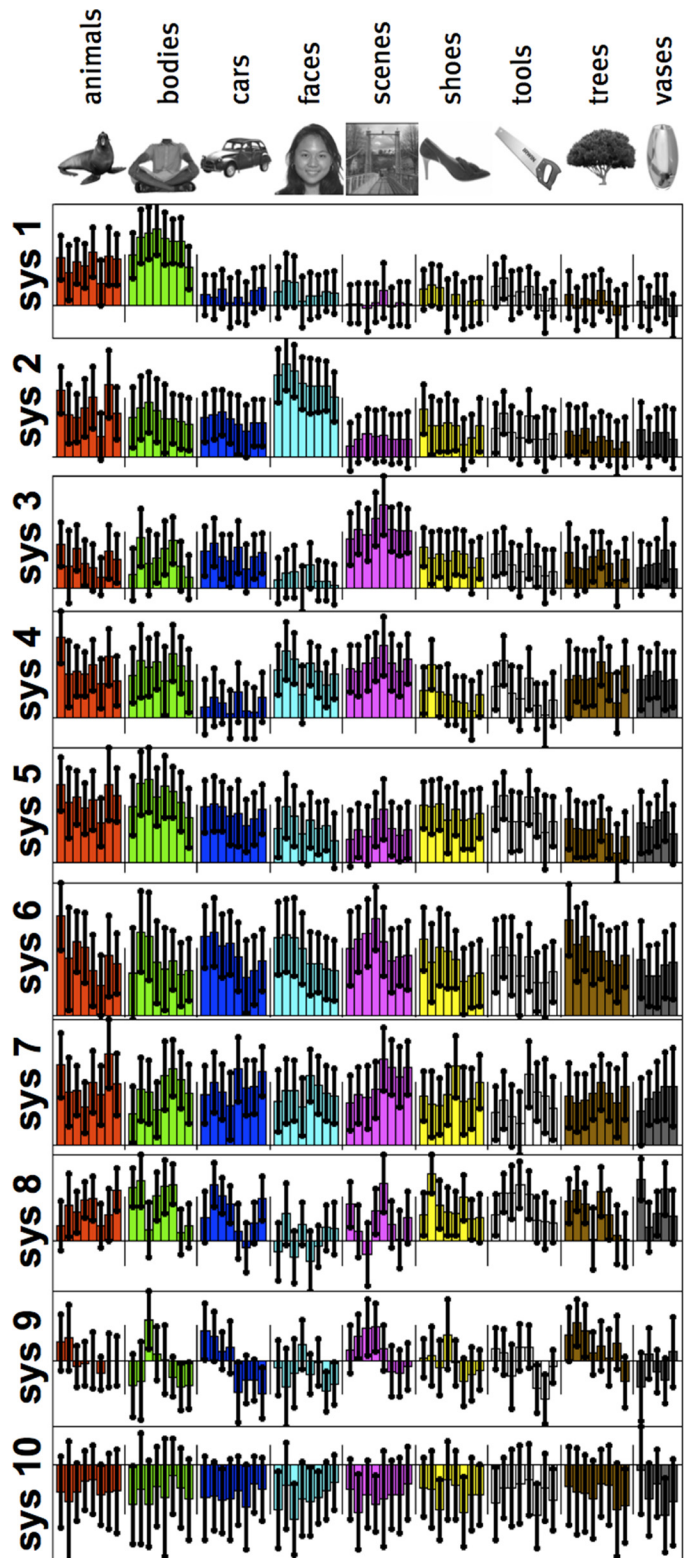 animals
bodies
cars
faces
scenes
shoes
tools
trees
vases
sys 1
sys 2
sys 3
sys 4
sys 5
sys 6
sys 7
sys 8
sys 9
sys 10